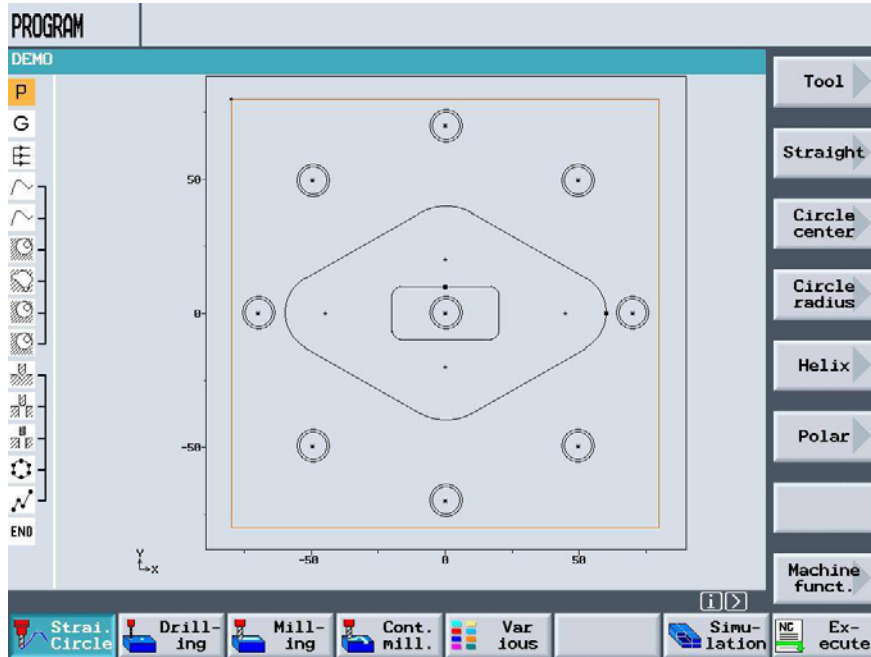 PROGRAM
DEMO
P
G
END
50
0
-50
-50
0
50
Y
X
Tool
Straight
Circle
center
Circle
radius
Helix
Polar
Machine
funct.
i
Strai.
Circle
Drill-
ing
Mill-
ing
Cont.
mill.
Var
ious
Simu-
lation
NC
Ex-
ecute